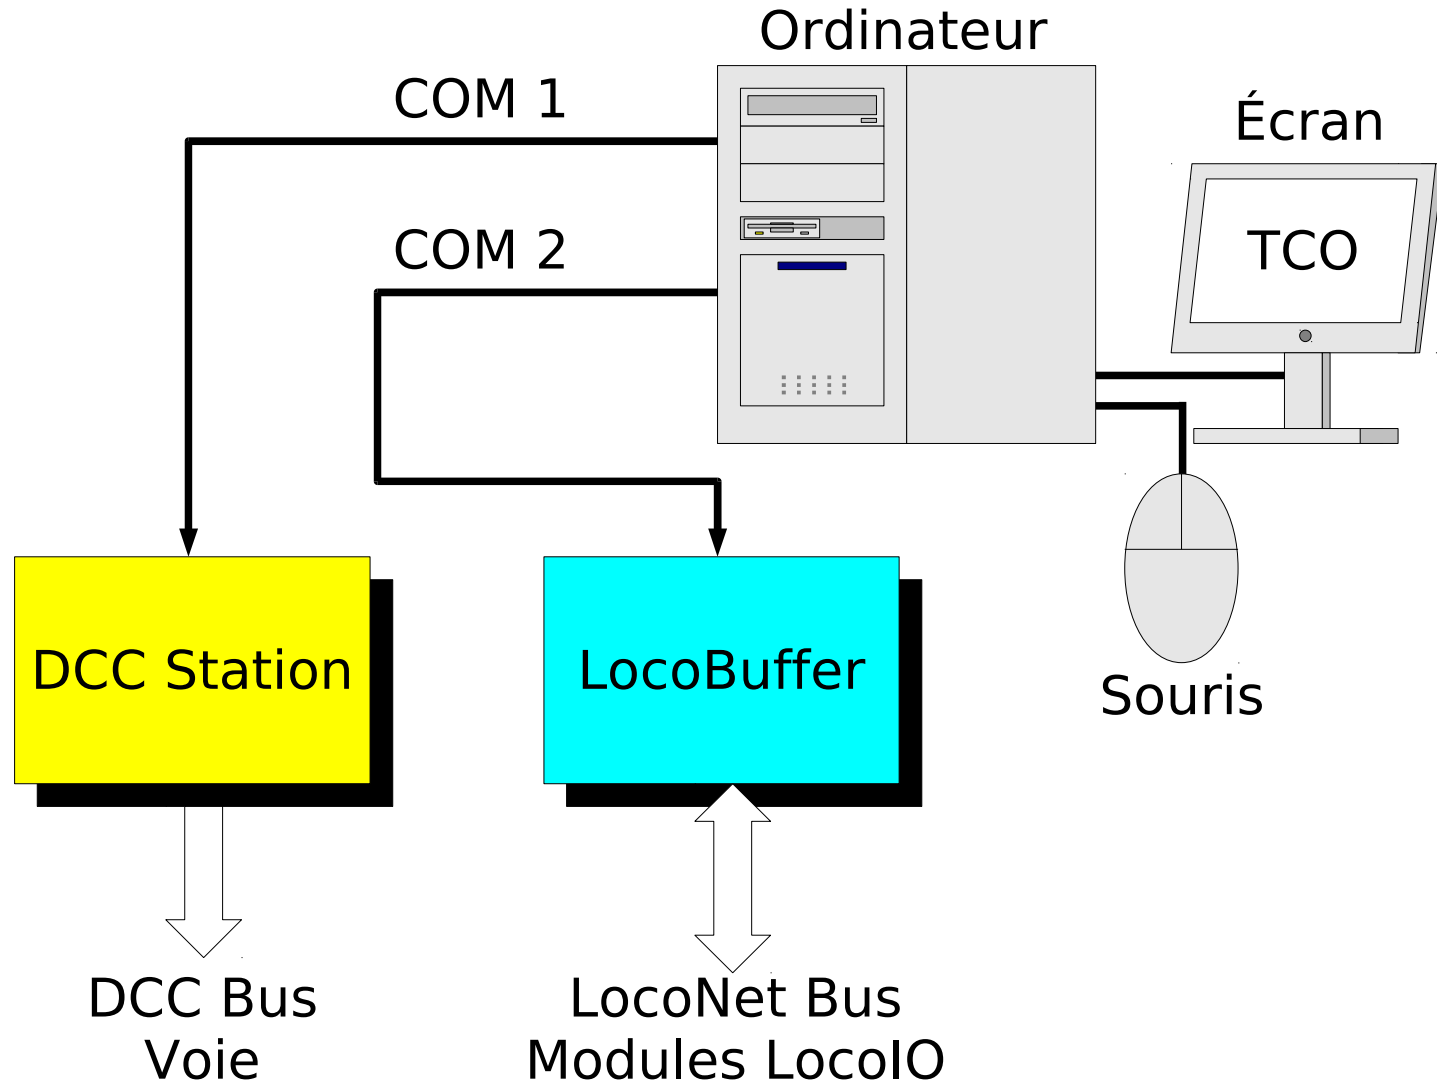 Ordinateur
COM 1
Écran
COM 2
TCO
DCC Station
LocoBuffer
Souris
DCC Bus
Voie
LocoNet Bus
Modules LocoIO